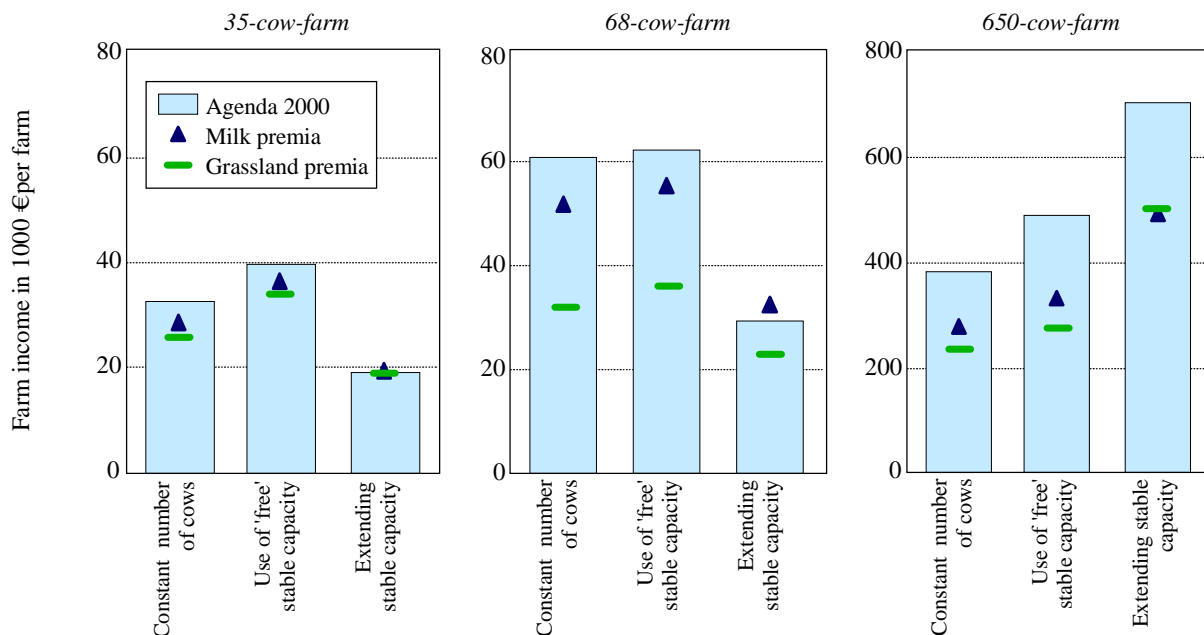 35-cow-farm
68-cow-farm
650-cow-farm
Farm income in 1000 €per farm
80
60
40
20
0
Agenda 2000
Milk premia
Grassland premia
Constant number
of cows
Use of 'free'
stable capacity
Extending
stable capacity
80
60
40
20
0
Constant number
of cows
Use of 'free'
stable capacity
Extending
stable capacity
800
600
400
200
0
Constant number
of cows
Use of 'free'
stable capacity
Extending stable
capacity